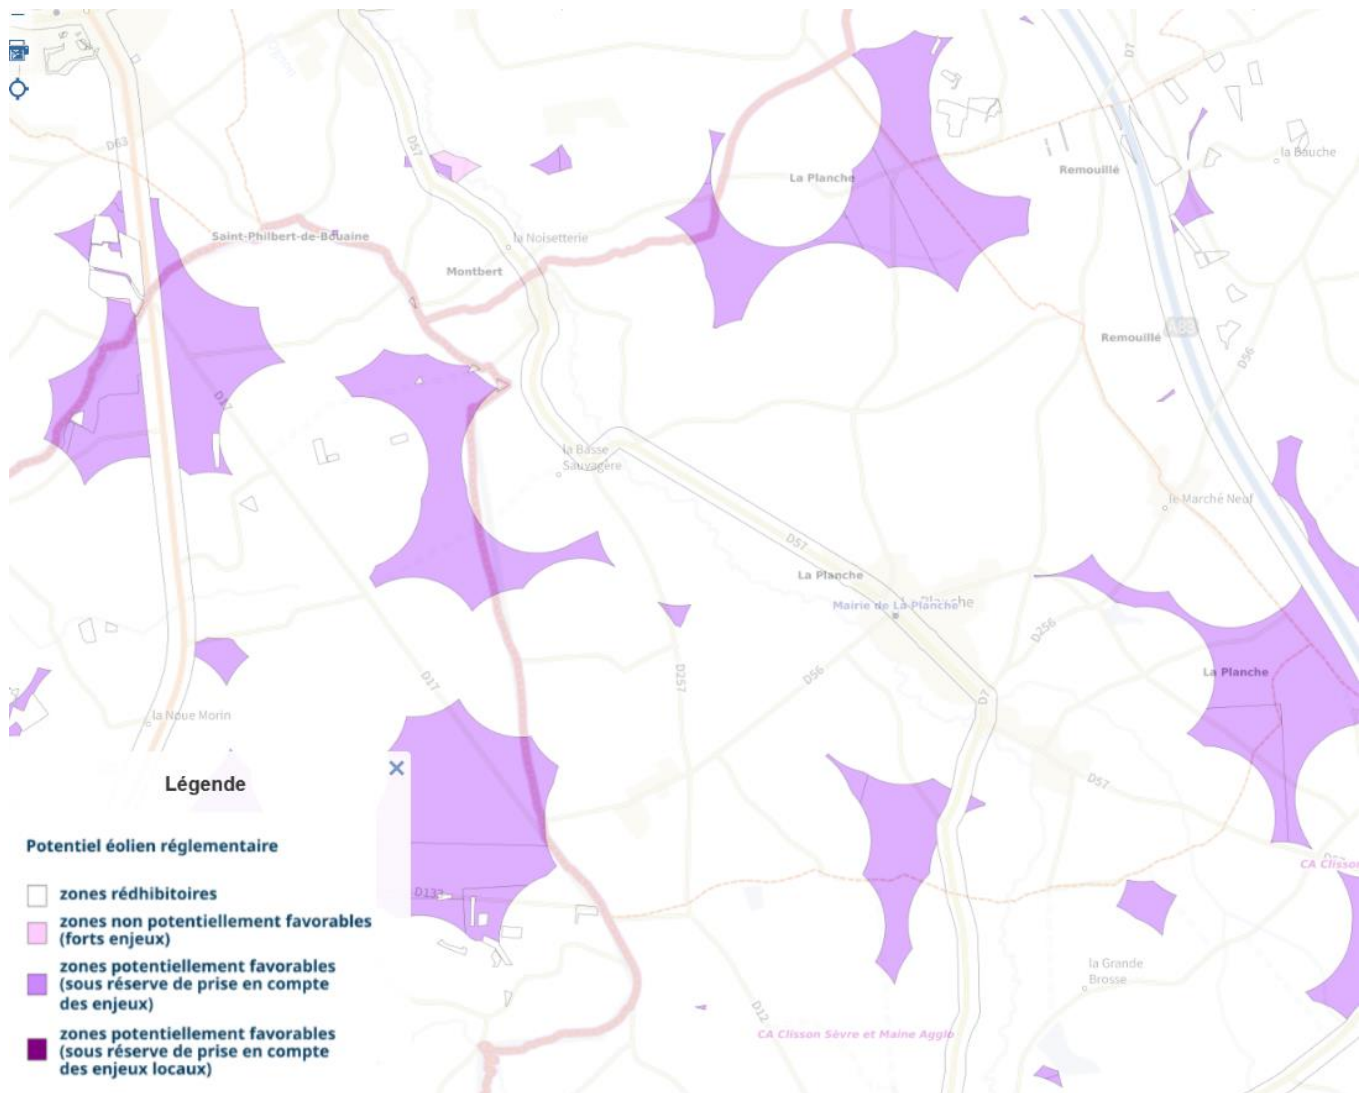 D7
D63
D57
la Bauche
Remouillé
La Planche
Saint-Philbert-de-Bouaine
la Noisetterie
Montbert
A83
Remouillé
D56
D17
la Basse
Sauvagère
le Marché Neuf
D57
La Planche
Mairie de La Planche
D256
La Planche
D257
D56
D17
D7
la Noue Morin
D57
Légende
Potentiel éolien réglementaire
zones rédhibitoires
zones non potentiellement favorables
(forts enjeux)
zones potentiellement favorables
(sous réserve de prise en compte
des enjeux)
zones potentiellement favorables
(sous réserve de prise en compte
des enjeux locaux)
D137
CA Clisson
la Grande
Brosse
D12
CA Clisson Sèvre et Maine Agglo